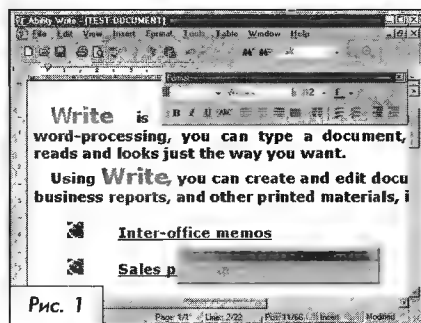 Ability Write - [TEST DOCUMENT]
File Edit View Insert Format Tools Table Window Help
Write is
word-processing, you can type a document,
reads and looks just the way you want.
Using Write, you can create and edit docu
business reports, and other printed materials, i
Inter-office memos
Sales p
Page: 1/1 Line: 2/22 Pos: 11/66 Insert Modified
Рис. 1